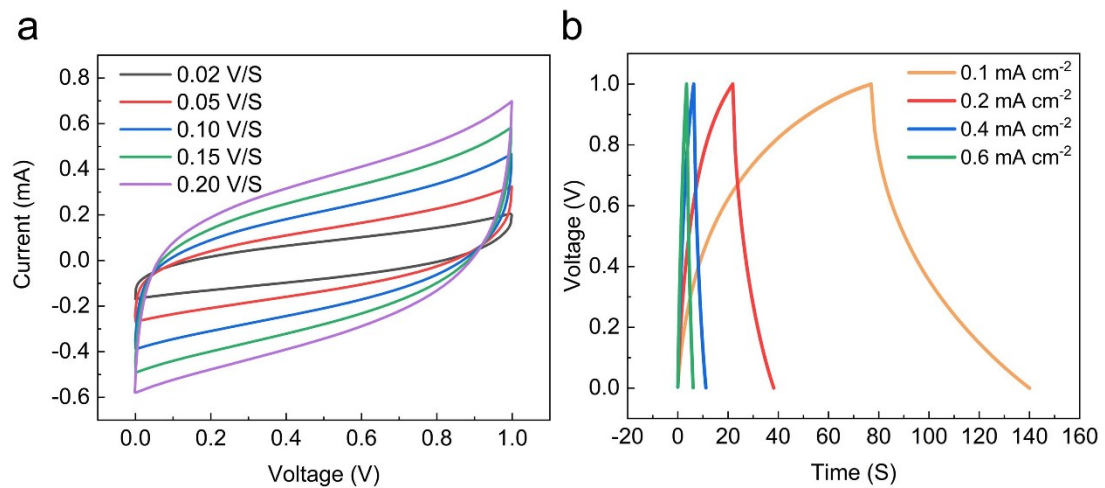 a
0.02 V/S
0.05 V/S
0.10 V/S
0.15 V/S
0.20 V/S
0.8
0.6
0.4
0.2
0.0
-0.2
-0.4
-0.6
Current (mA)
0.0 0.2 0.4 0.6 0.8 1.0
Voltage (V)
b
0.1 mA cm⁻²
0.2 mA cm⁻²
0.4 mA cm⁻²
0.6 mA cm⁻²
1.0
0.8
0.6
0.4
0.2
0.0
Voltage (V)
-20 0 20 40 60 80 100 120 140 160
Time (S)